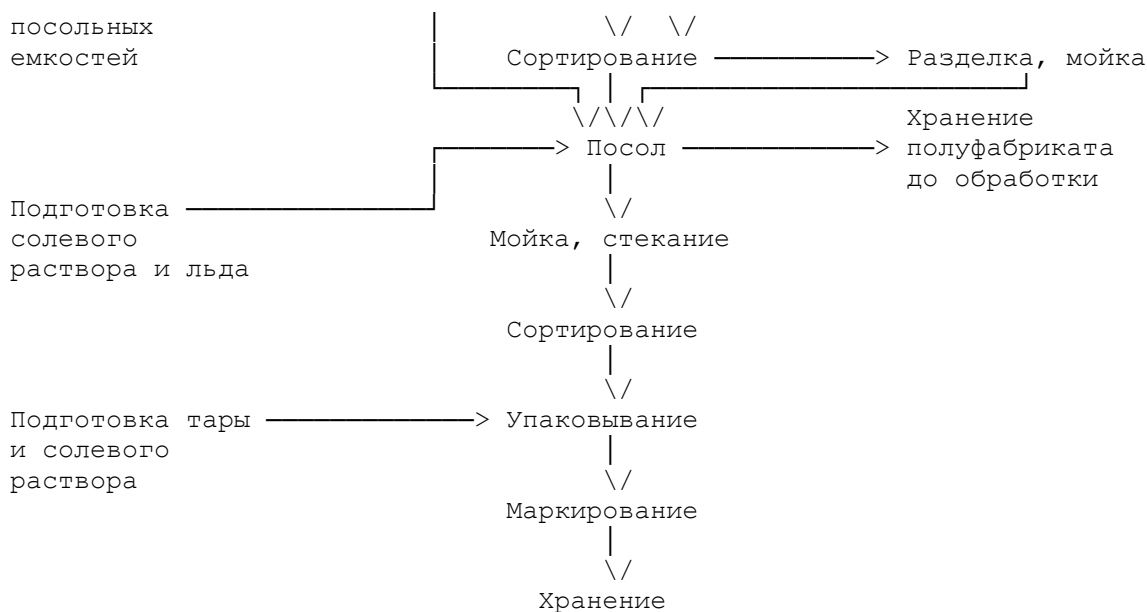 посольных
емкостей
Сортирование
Разделка, мойка
Посол
Хранение
полуфабриката
до обработки
Подготовка
солевого
раствора и льда
Мойка, стекание
Сортирование
Подготовка тары
и солевого
раствора
Упаковывание
Маркирование
Хранение